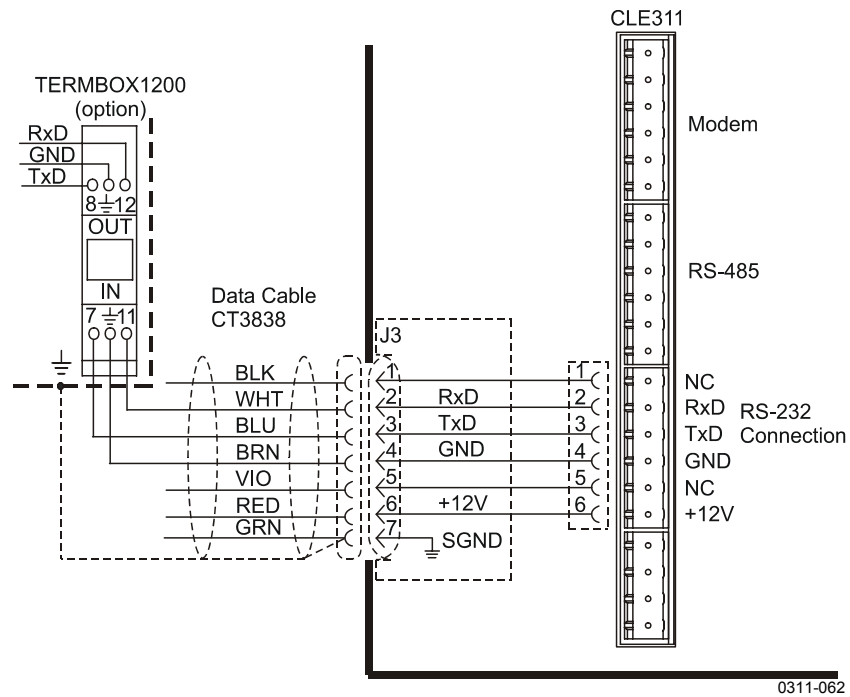 CLE311
TERMBOX1200
(option)
RxD
GND
TxD
8 12
OUT
IN
7 11
Modem
RS-485
Data Cable
CT3838
J3
BLK 1 1 NC
WHT 2 RxD 2 RxD
BLU 3 TxD 3 TxD
RS-232
Connection
BRN 4 GND 4 GND
VIO 5 5 NC
RED 6 +12V 6 +12V
GRN 7 SGND
0311-062